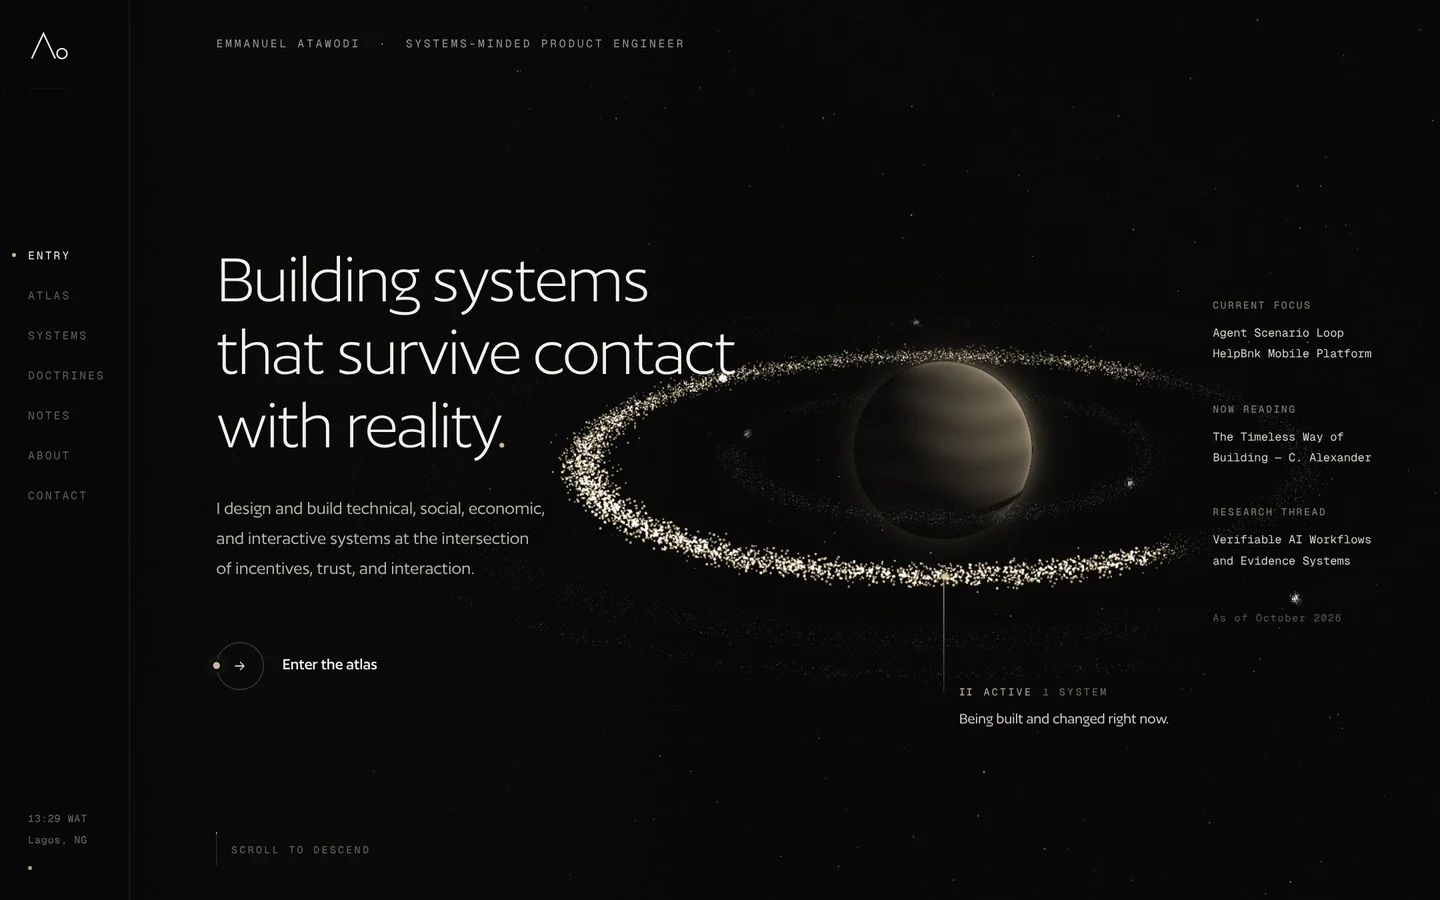 EMMANUEL ATAWODI · SYSTEMS-MINDED PRODUCT ENGINEER
ENTRY
ATLAS
SYSTEMS
DOCTRINES
NOTES
ABOUT
CONTACT
13:29 WAT
Lagos, NG
Building systems
that survive contact
with reality.
I design and build technical, social, economic,
and interactive systems at the intersection
of incentives, trust, and interaction.
→ Enter the atlas
SCROLL TO DESCEND
II ACTIVE 1 SYSTEM
Being built and changed right now.
CURRENT FOCUS
Agent Scenario Loop
HelpBnk Mobile Platform
NOW READING
The Timeless Way of
Building — C. Alexander
RESEARCH THREAD
Verifiable AI Workflows
and Evidence Systems
As of October 2026